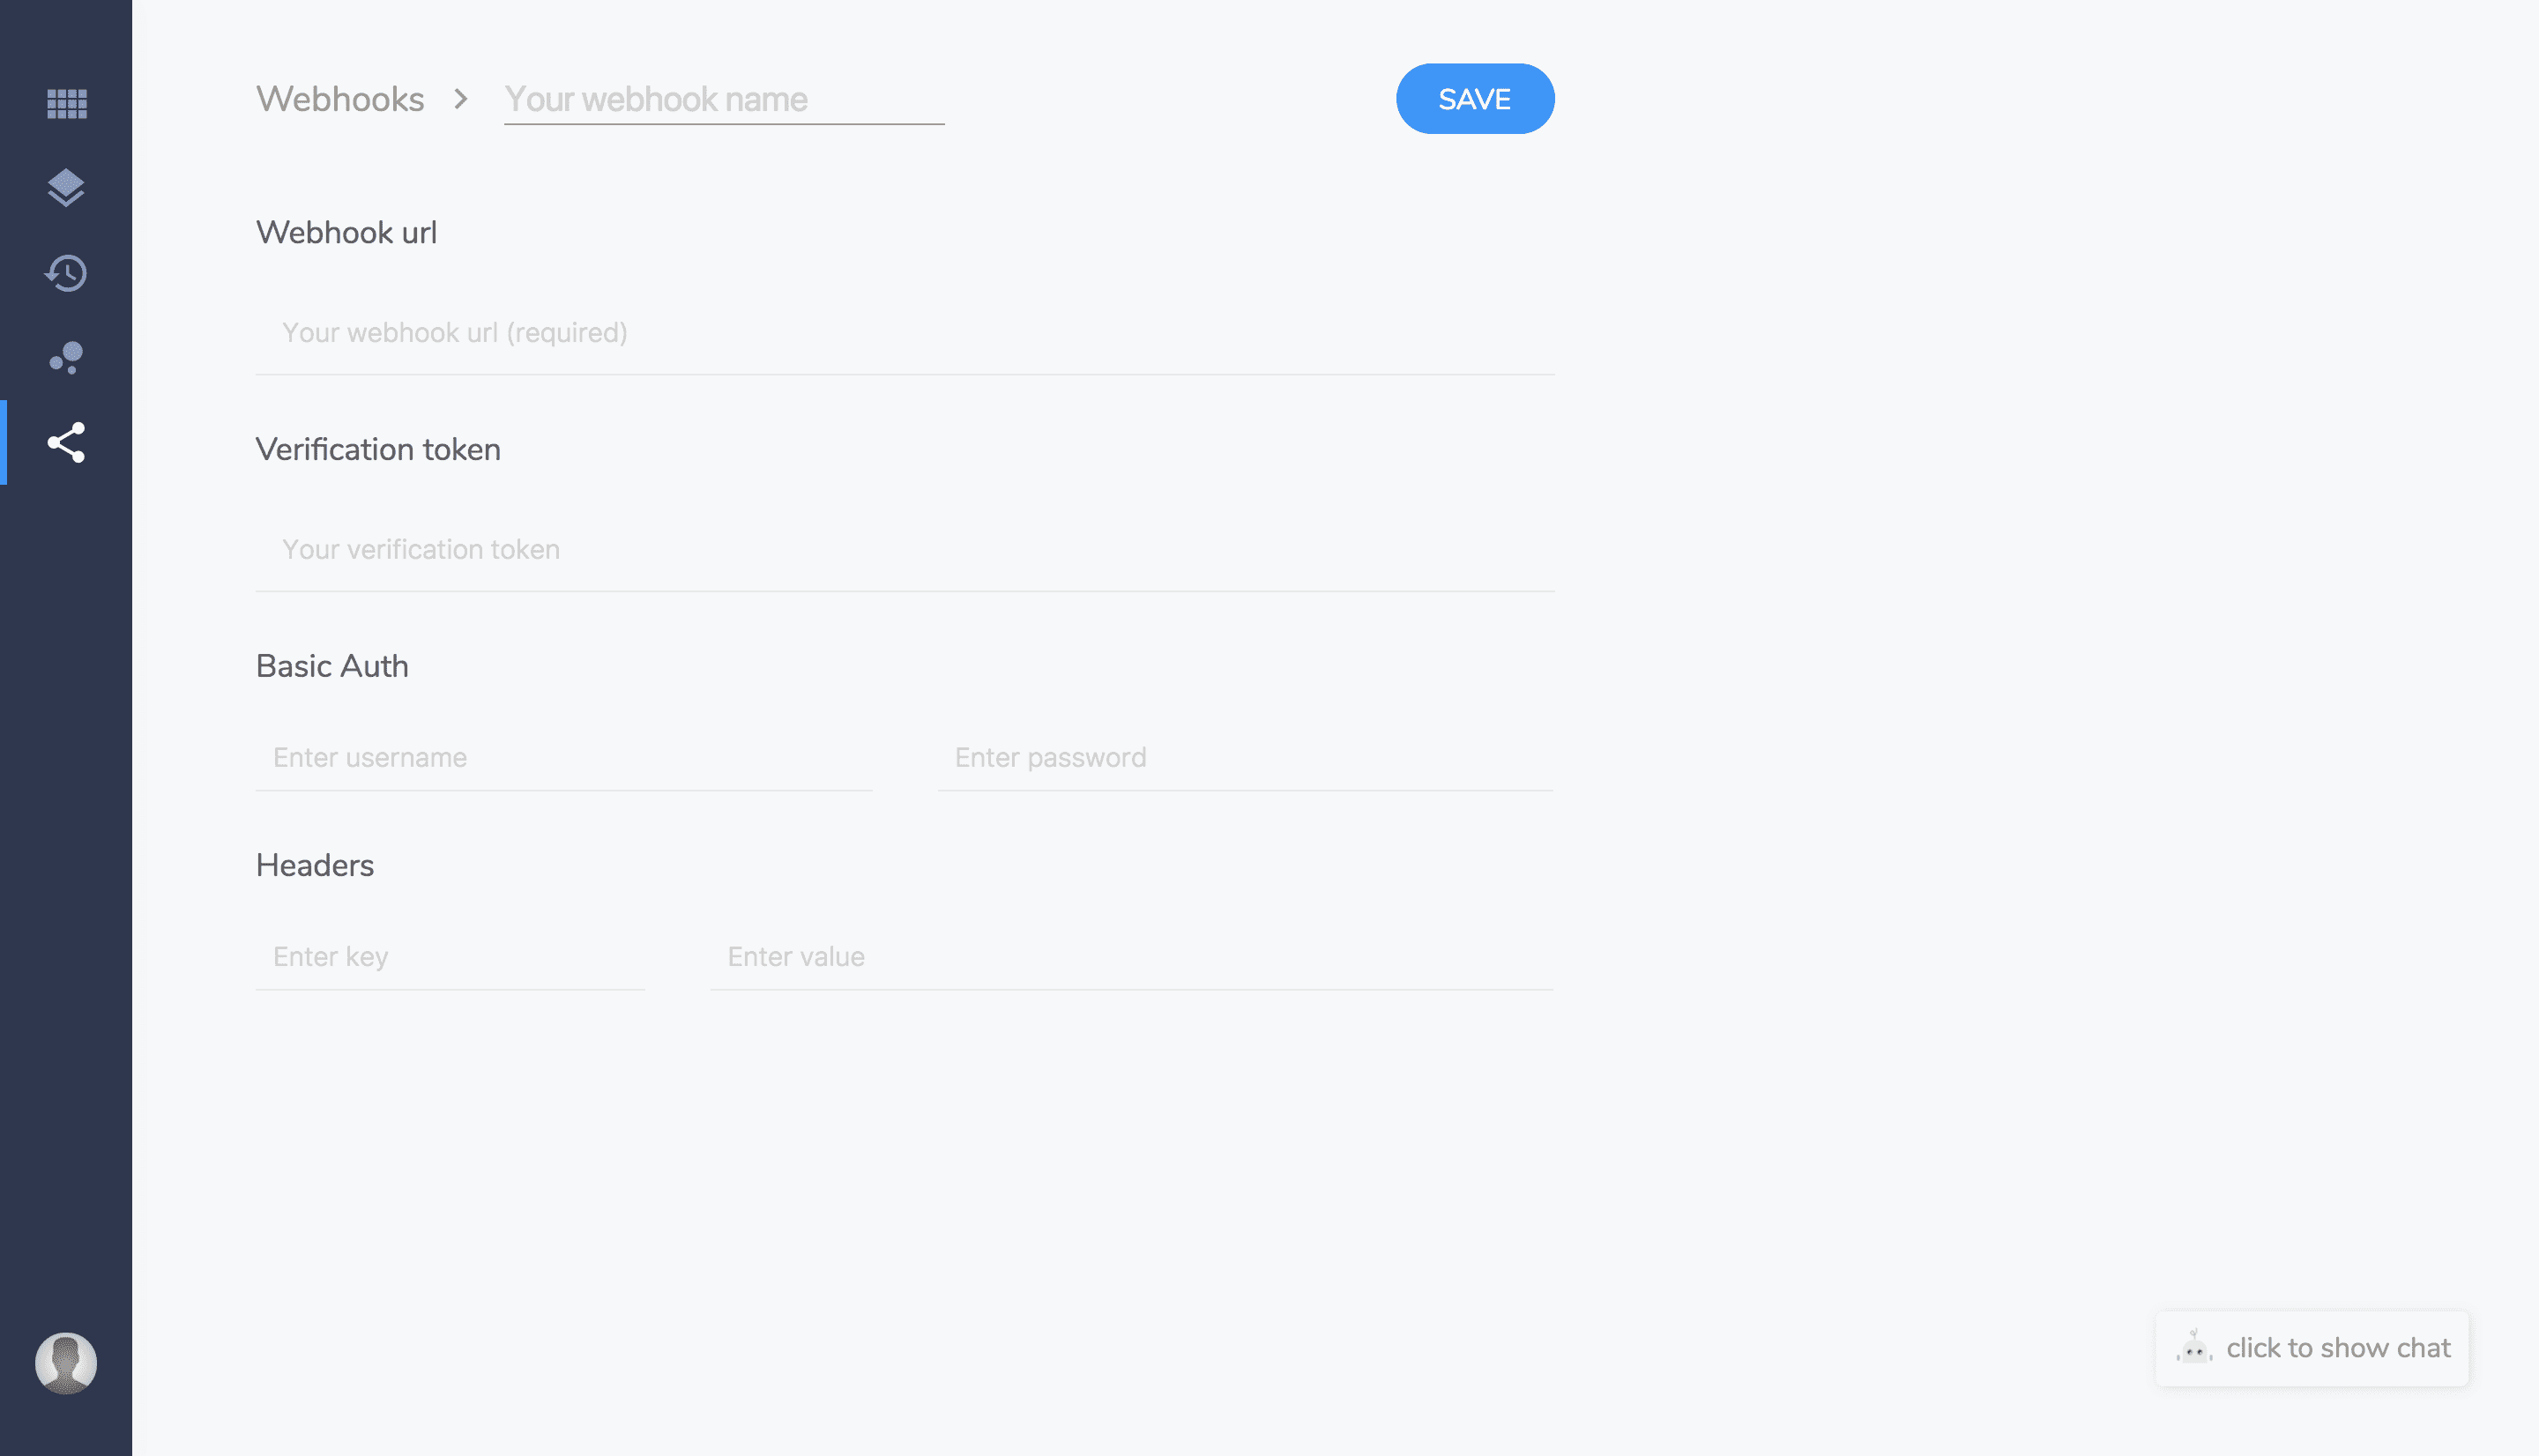 Webhooks > Your webhook name
SAVE
Webhook url
Your webhook url (required)
Verification token
Your verification token
Basic Auth
Enter username Enter password
Headers
Enter key Enter value
click to show chat